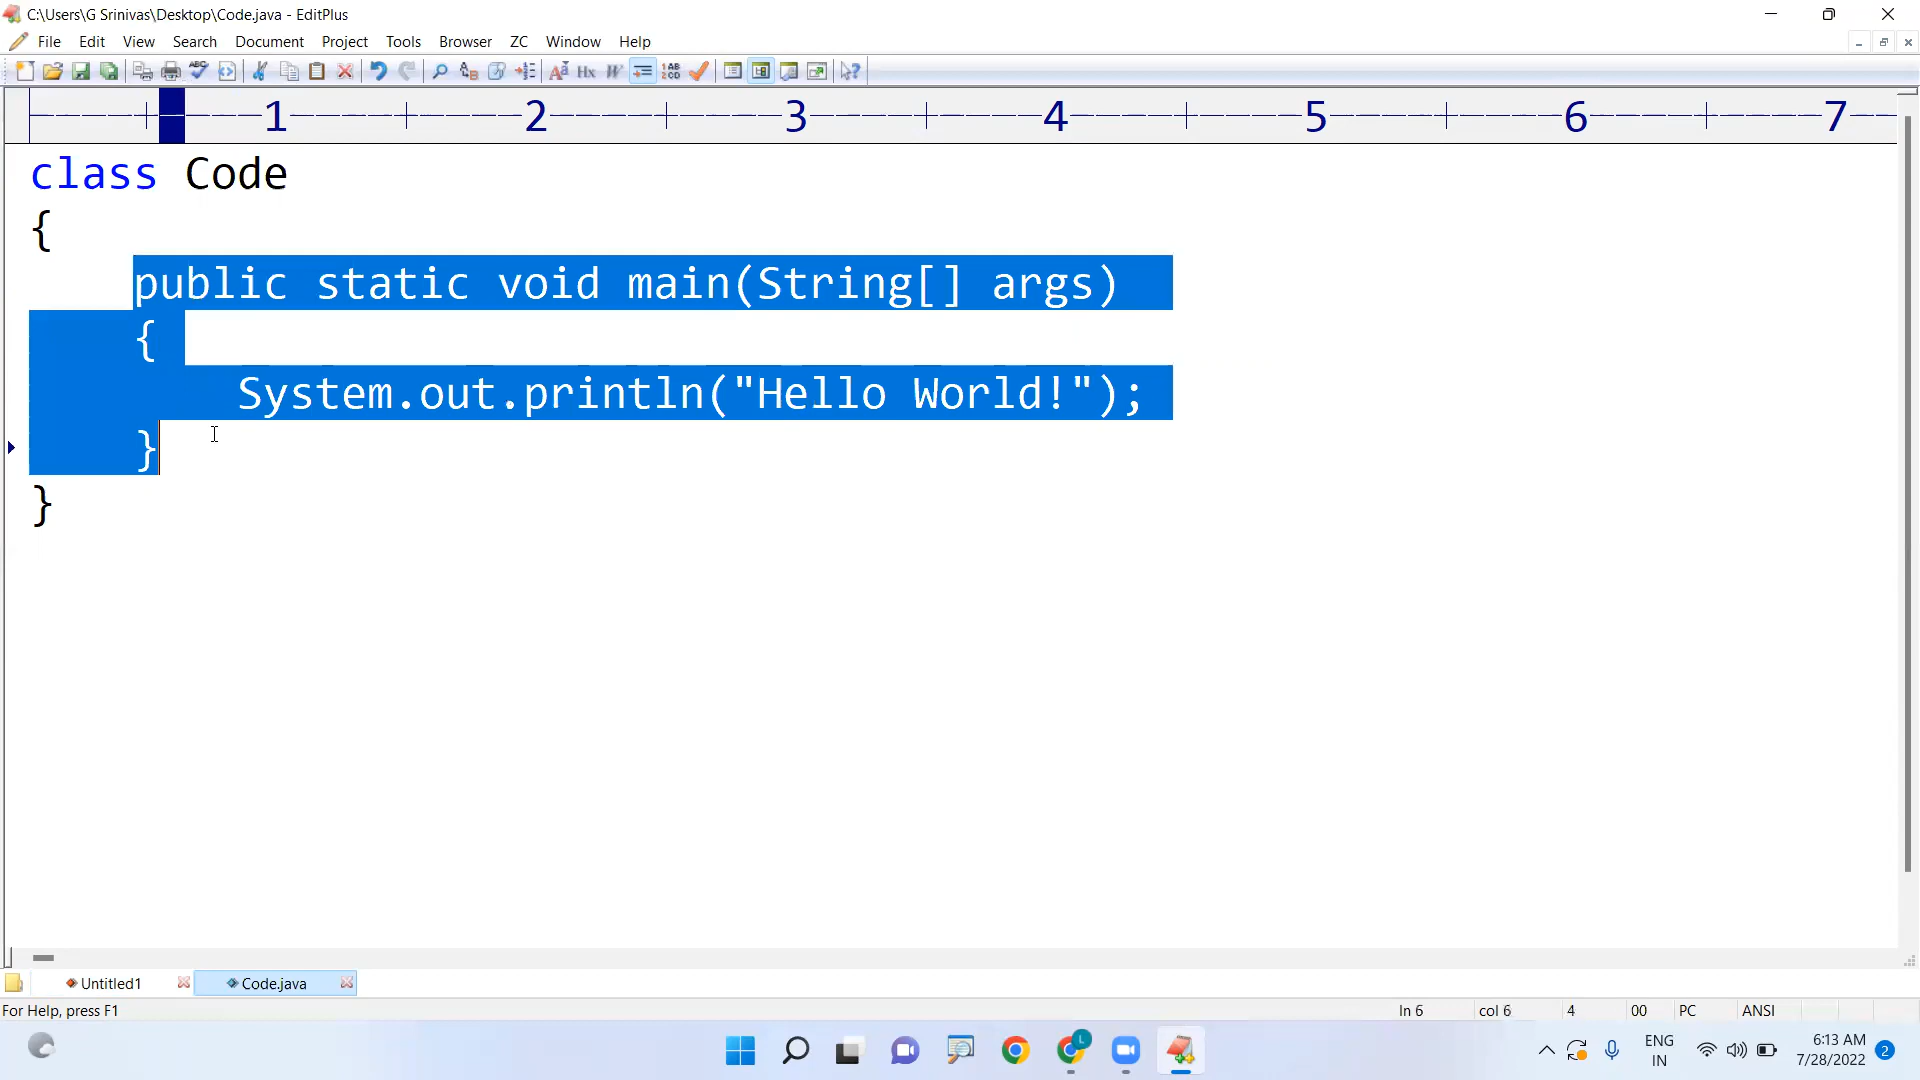 C:\Users\G Srinivas\Desktop\Code.java - EditPlus
File Edit View Search Document Project Tools Browser ZC Window Help
1 2 3 4 5 6 7
class Code
{
public static void main(String[] args)
{
System.out.println("Hello World!");
}
}
Untitled1 Code.java
For Help, press F1 ln 6 col 6 4 00 PC ANSI
ENG 6:13 AM
IN 7/28/2022 2